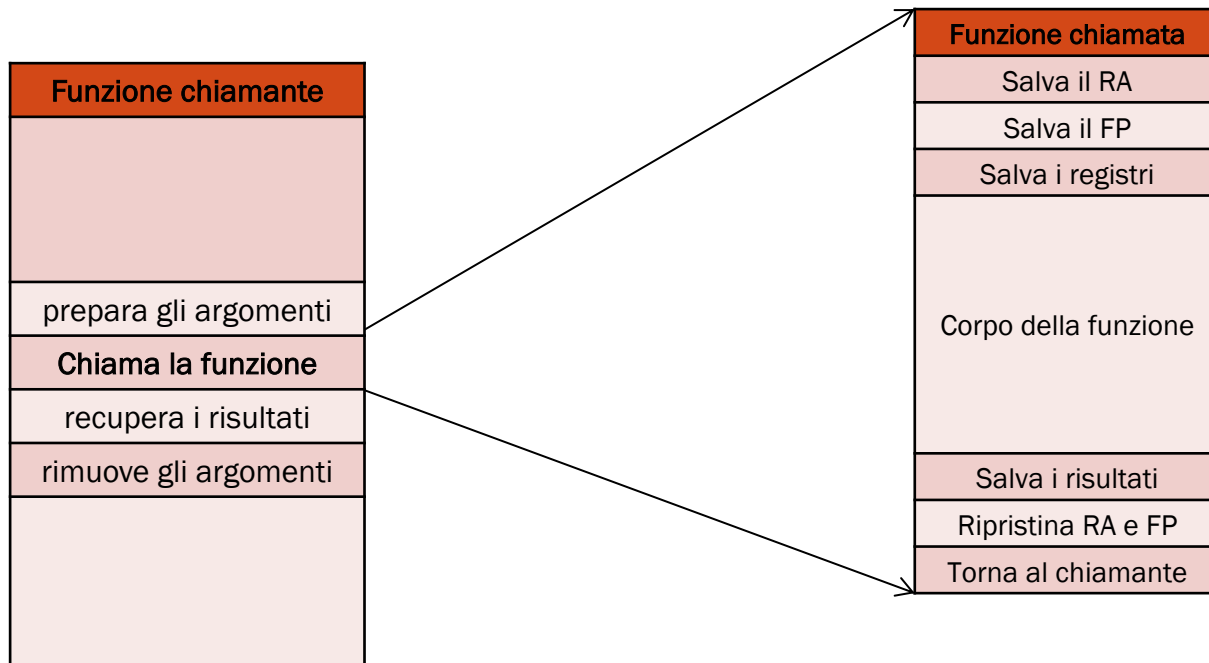 Funzione chiamante
prepara gli argomenti
Chiama la funzione
recupera i risultati
rimuove gli argomenti
Funzione chiamata
Salva il RA
Salva il FP
Salva i registri
Corpo della funzione
Salva i risultati
Ripristina RA e FP
Torna al chiamante